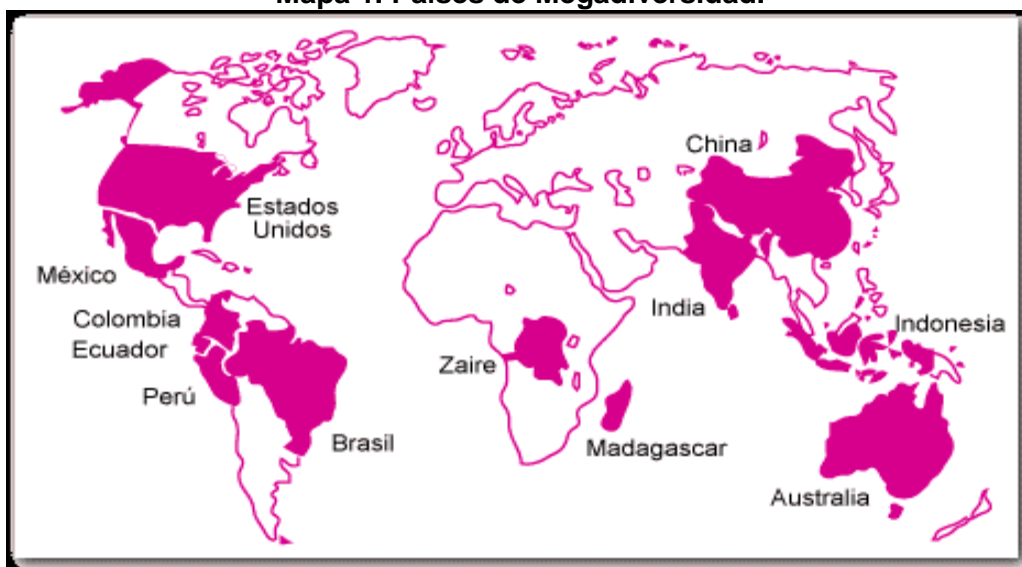 Mapa 1. Países de Megadiversidad.
China
Estados
Unidos
México
India
Colombia
Indonesia
Ecuador
Zaire
Perú
Brasil
Madagascar
Australia